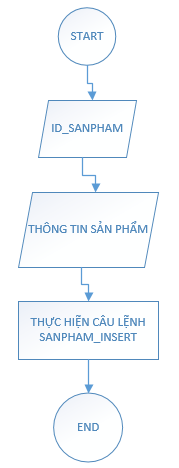 START
ID_SANPHAM
THÔNG TIN SẢN PHẨM
THỰC HIỆN CÂU LỆNH
SANPHAM_INSERT
END